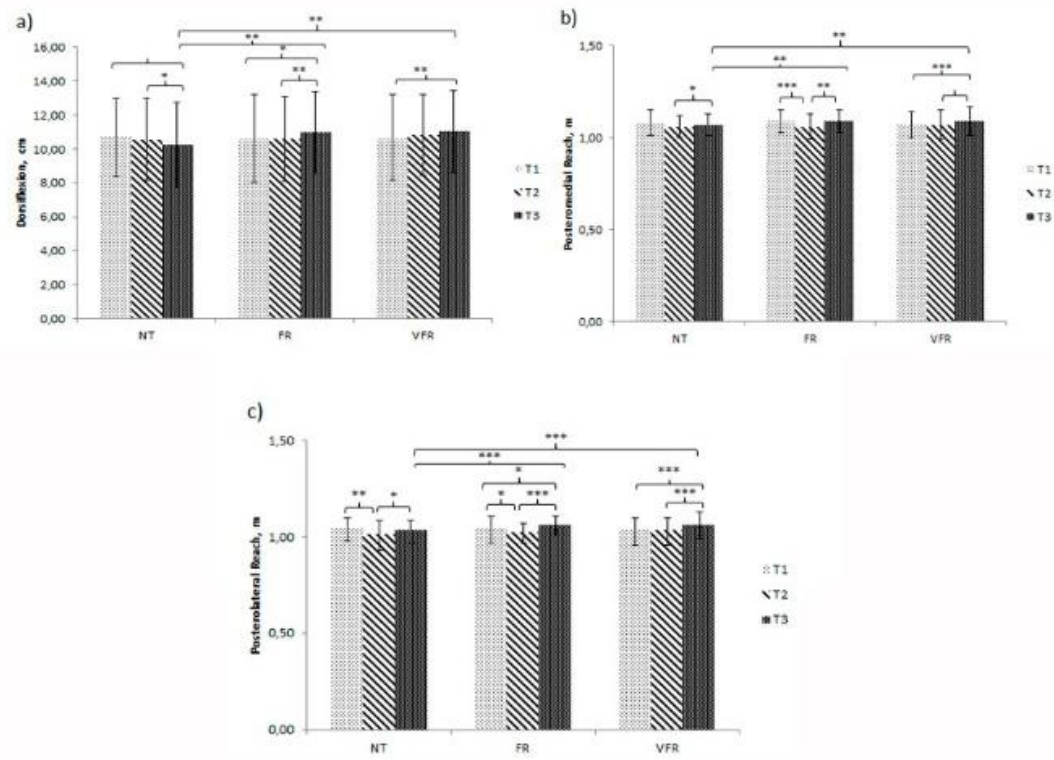 a)
**
**
*
*
**
**
16,00
14,00
12,00
10,00
8,00
6,00
4,00
2,00
0,00
Dorsiflexion, cm
NT
FR
VFR
T1
T2
T3
b)
**
**
***
*
***
**
1,50
1,00
0,50
0,00
Posteromedial Reach, m
NT
FR
VFR
T1
T2
T3
c)
***
***
*
***
**
*
*
***
***
1,50
1,00
0,50
0,00
Posterolateral Reach, m
NT
FR
VFR
T1
T2
T3